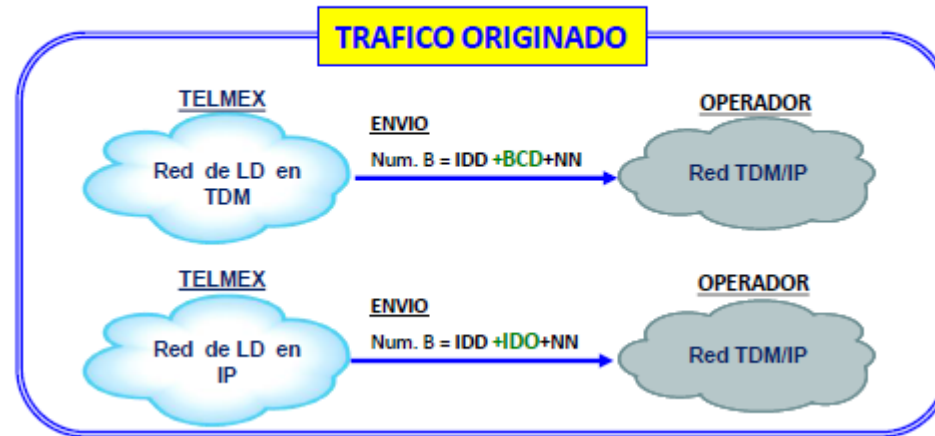 TRAFICO ORIGINADO
TELMEX
Red de LD en
TDM
ENVIO
Num. B = IDD +BCD+NN
OPERADOR
Red TDM/IP
TELMEX
Red de LD en
IP
ENVIO
Num. B = IDD +IDO+NN
OPERADOR
Red TDM/IP